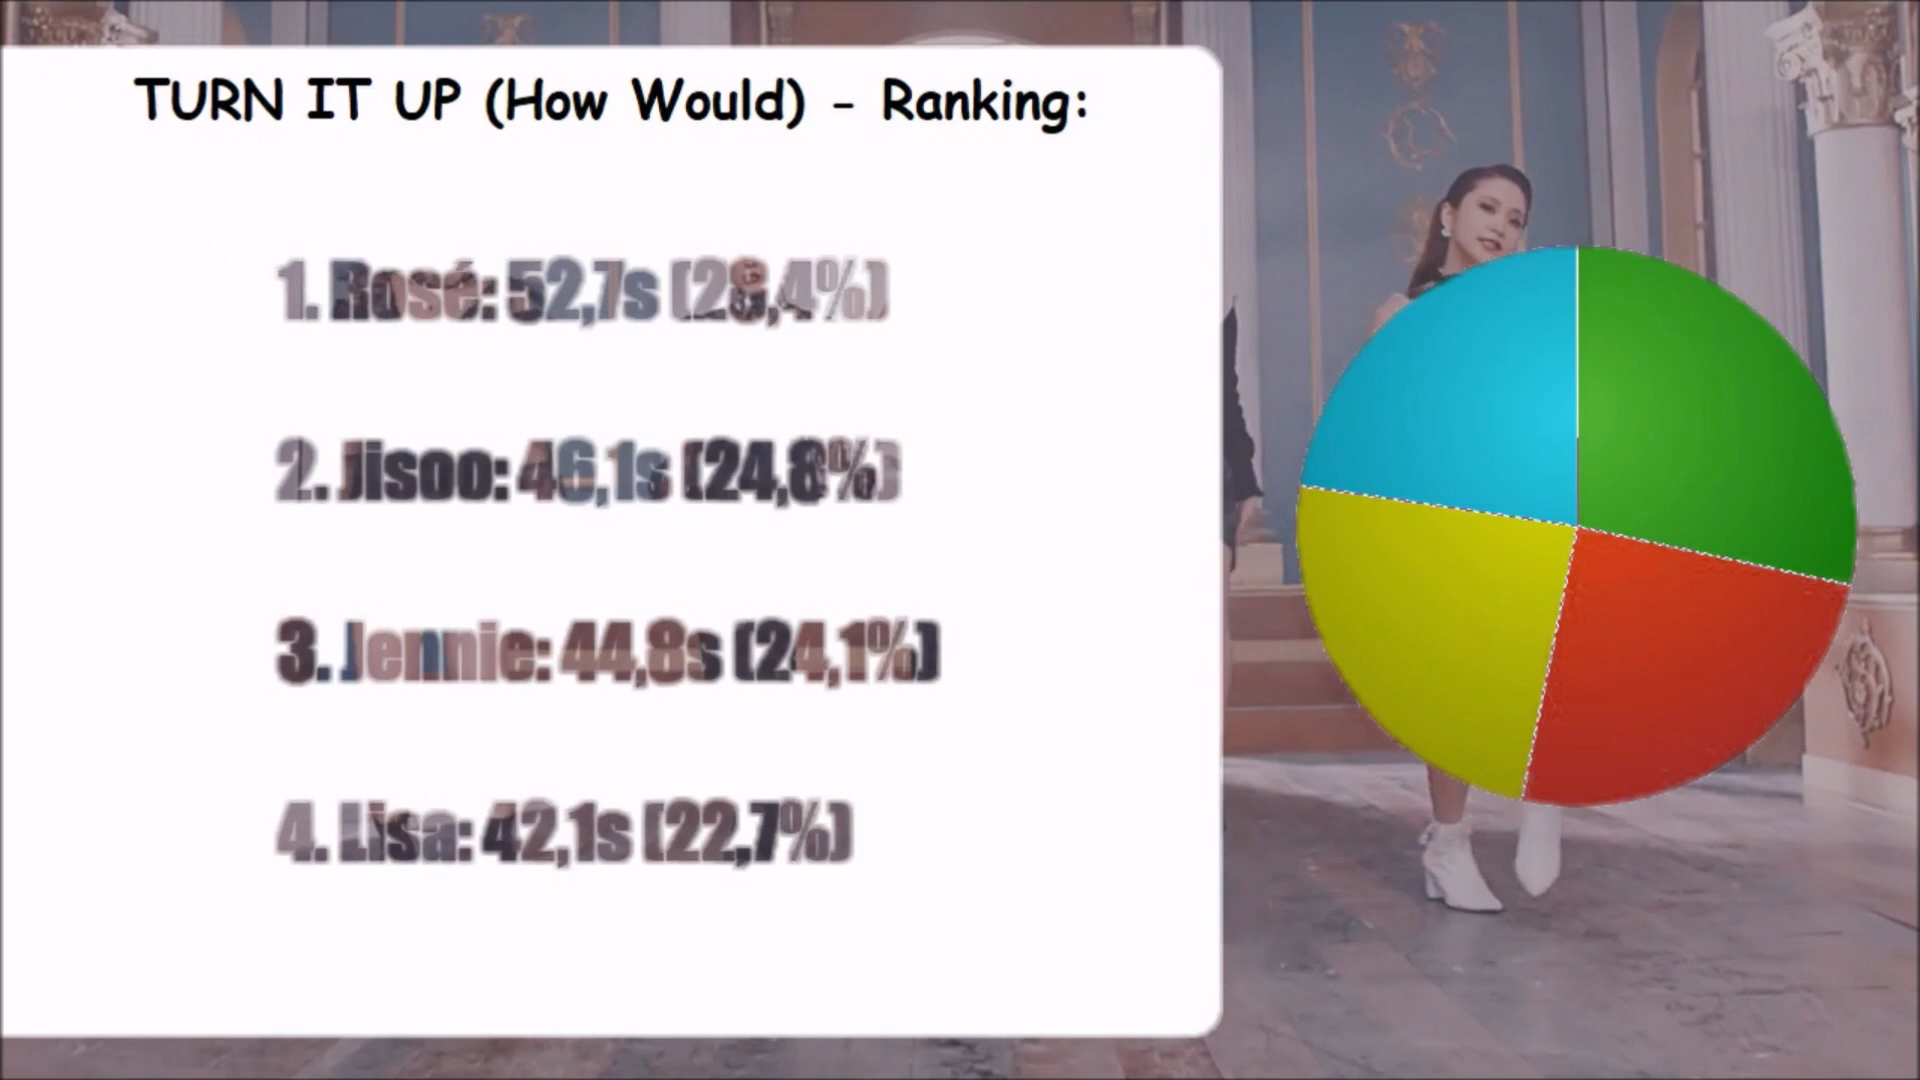 TURN IT UP (How Would) - Ranking:
1. Rosé: 52,7s (28,4%)
2. Jisoo: 46,1s (24,8%)
3. Jennie: 44,8s (24,1%)
4. Lisa: 42,1s (22,7%)